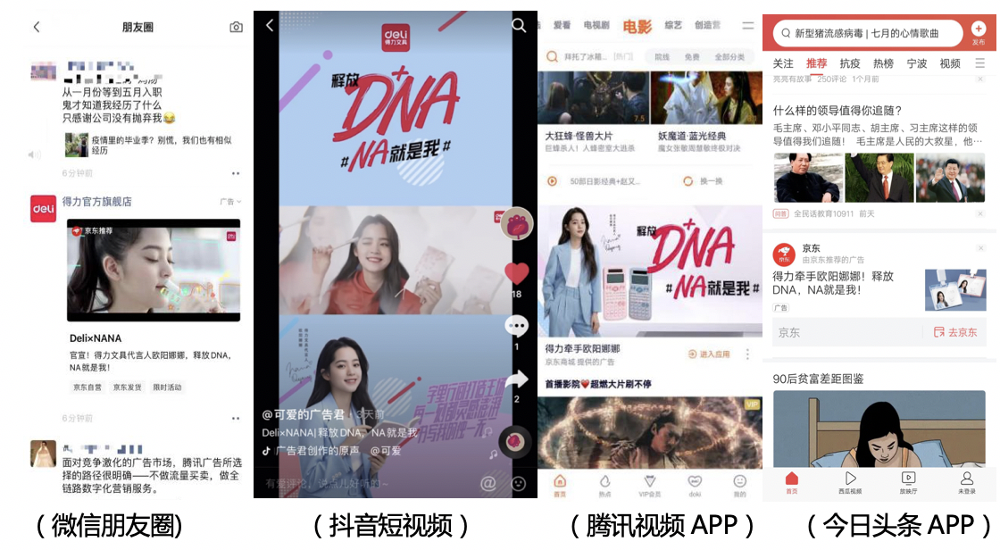 朋友圈
从一月份等到五月入职
鬼才知道我经历了什么
只感谢公司没有抛弃我😂
疫情里的毕业季？别慌，我们也有相似
经历
6分钟前
deli
得力官方旗舰店
广告
京东推荐
Deli×NANA
官宣！得力文具代言人欧阳娜娜，释放DNA，
NA就是我！
京东自营 京东发货 限时活动
6分钟前
面对竞争激化的广告市场，腾讯广告所选
择的路径很明确——不做流量买卖，做全
链路数字化营销服务。
（微信朋友圈）
deli
得力文具
释放
DNA
#NA就是我#
18
1
2
@可爱的广告君 · 3天前
Deli×NANA|释放DNA，NA就是我
广告君创作的原声 @可爱
有爱评论，说点儿好听的~
（抖音短视频）
爱看 电视剧 电影 综艺 创造营
拜托了冰箱... [热门] 院线 免费 全部分类
7.5
7.1
大狂蜂·怪兽大片 妖魔道·蓝光经典
巨蜂杀人！人蜂密室大逃杀 魔女张敏周慧敏终极对决
50部日影经典+赵又... 换一换
释放
DNA
#NA就是我#
得力牵手欧阳娜娜
京东商城 提供的广告
进入应用
首播影院❤超燃大片刷不停
VIP
首页 热点 VIP会员 doki 我的
（腾讯视频 APP）
新型猪流感病毒 | 七月的心情歌曲
发布
关注 推荐 抗疫 热榜 宁波 视频
亮亮有故事 250评论 1个月前
什么样的领导值得你追随？
毛主席、邓小平同志、胡主席、习主席这样的领
导值得我们追随！ 毛主席是人民的大救星，他...
问答 全民话教育10911 前天
京东
由京东推荐的广告
得力牵手欧阳娜娜！释放
DNA，NA就是我！
广告
京东 去京东
90后贫富差距图鉴
首页 西瓜视频 放映厅 未登录
（今日头条 APP）